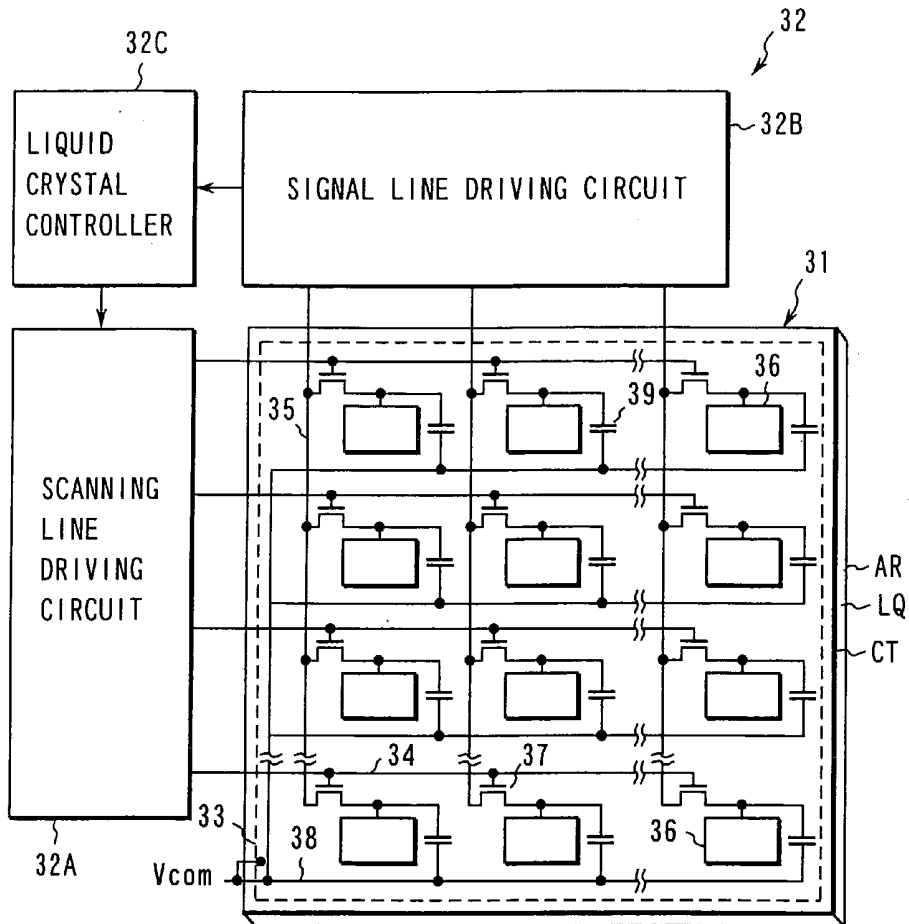 32
32C
32B
LIQUID
CRYSTAL
CONTROLLER
SIGNAL LINE DRIVING CIRCUIT
31
36
35
39
SCANNING
LINE
DRIVING
CIRCUIT
AR
LQ
CT
34
37
33
36
38
32A
Vcom